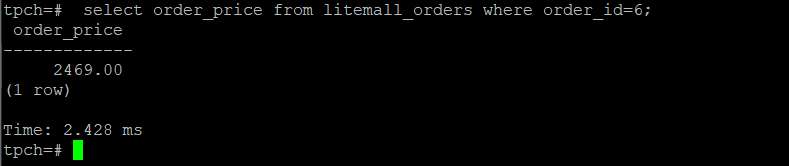 tpch=#  select order_price from litemall_orders where order_id=6;
 order_price
-------------
     2469.00
(1 row)

Time: 2.428 ms
tpch=#